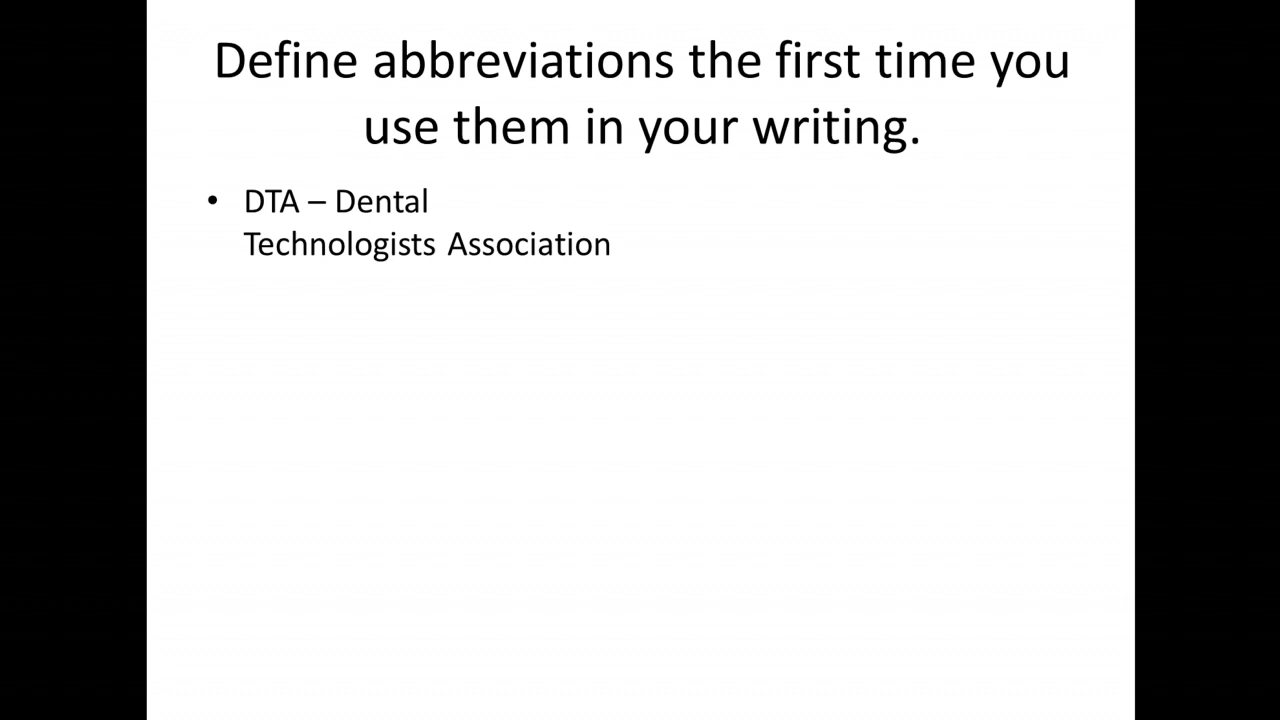 Define abbreviations the first time you
use them in your writing.
• DTA – Dental
Technologists Association